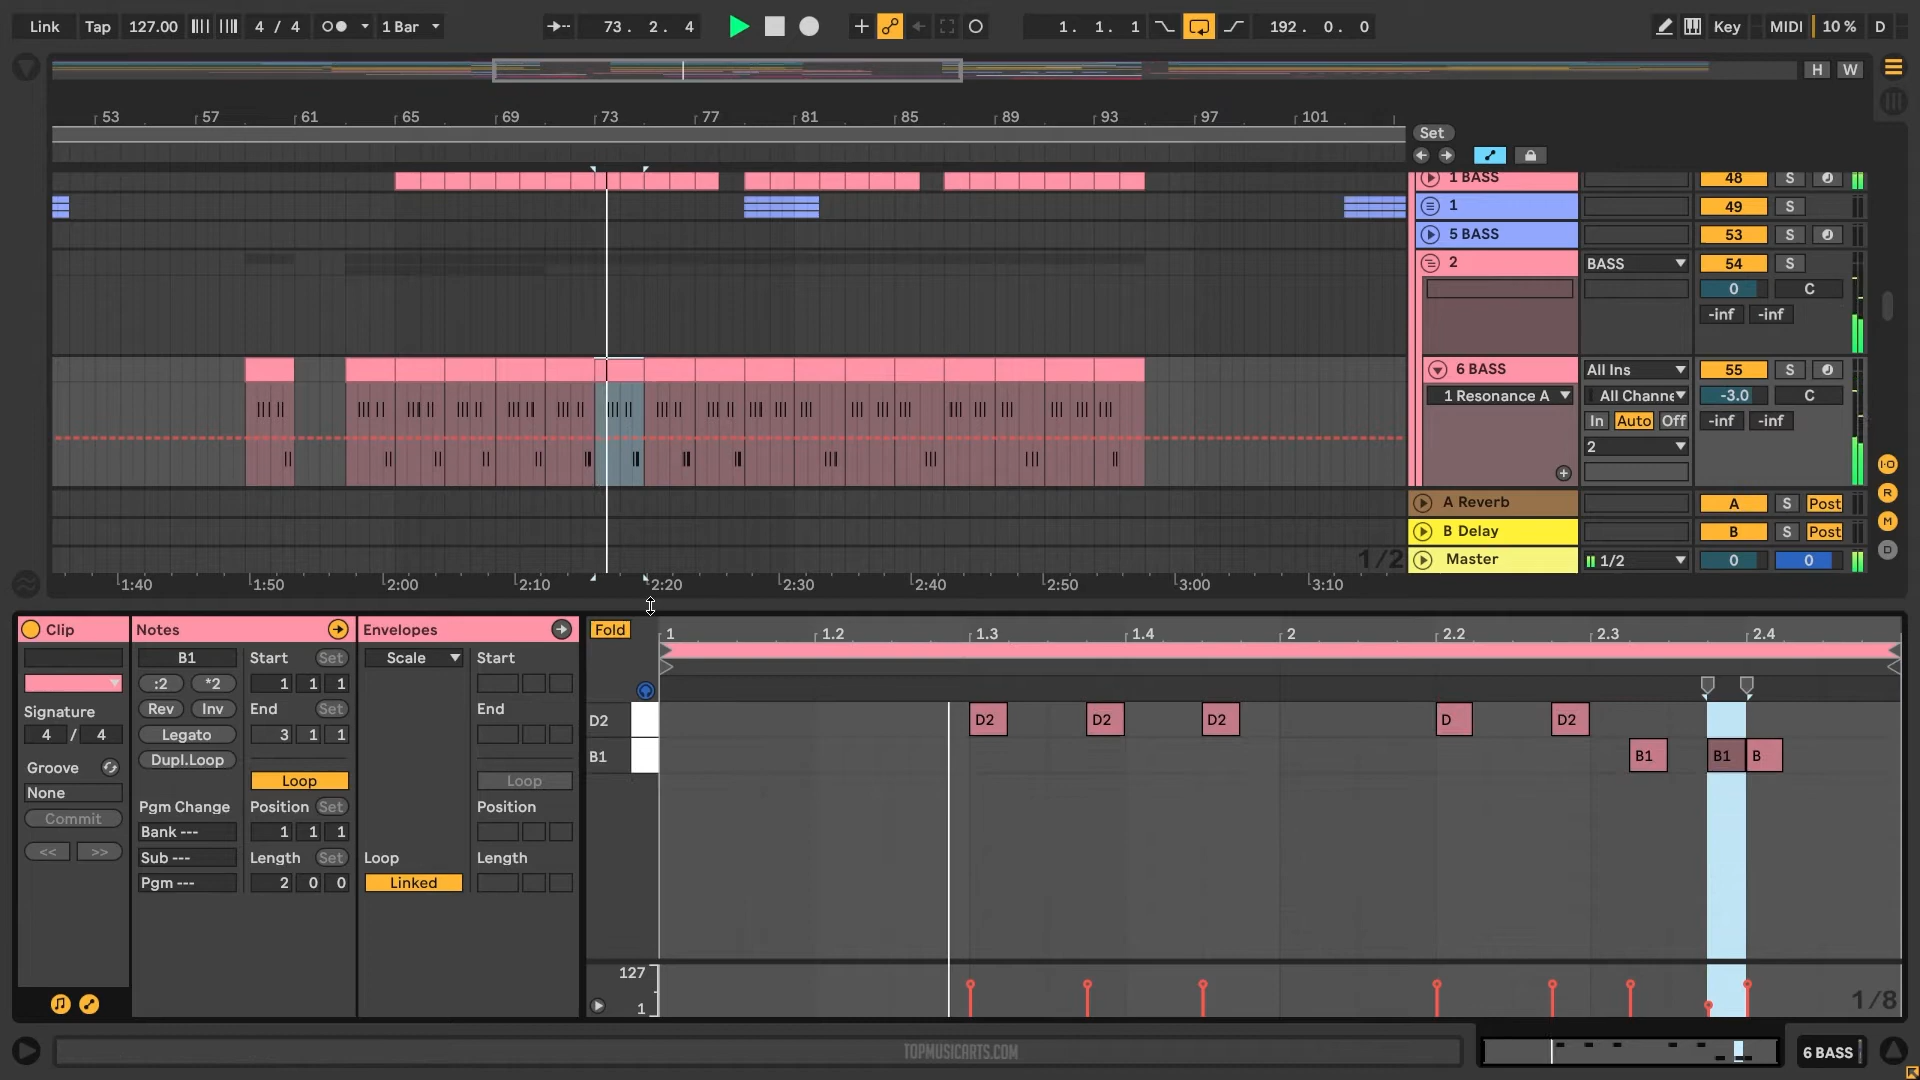 Link Tap 127.00 4 / 4 1 Bar 73. 2. 4 1. 1. 1 192. 0. 0 Key MIDI 10 % D
H W
53 57 61 65 69 73 77 81 85 89 93 97 101
Set
1 BASS 48 S
1 49 S
5 BASS 53 S
2 BASS 54 S
0 C
-inf -inf
6 BASS All Ins 55 S
1 Resonance A All Channe -3.0 C
In Auto Off -inf -inf
2
A Reverb A S Post
B Delay B S Post
1/2 Master 1/2 0 0
I·O
R
M
D
1:40 1:50 2:00 2:10 2:20 2:30 2:40 2:50 3:00 3:10
Clip Notes Envelopes Fold 1 1.2 1.3 1.4 2 2.2 2.3 2.4
B1 Start Set Scale Start
:2 *2 1 1 1
Signature Rev Inv End Set End
4 / 4 Legato 3 1 1
D2 D2 D2 D2 D D2
Dupl.Loop
B1 B1 B1 B
Groove Loop Loop
None Pgm Change Position Set Position
Commit Bank --- 1 1 1
<< >> Sub --- Length Set Loop Length
Pgm --- 2 0 0 Linked
127
1 1/8
TOPMUSICARTS.COM 6 BASS